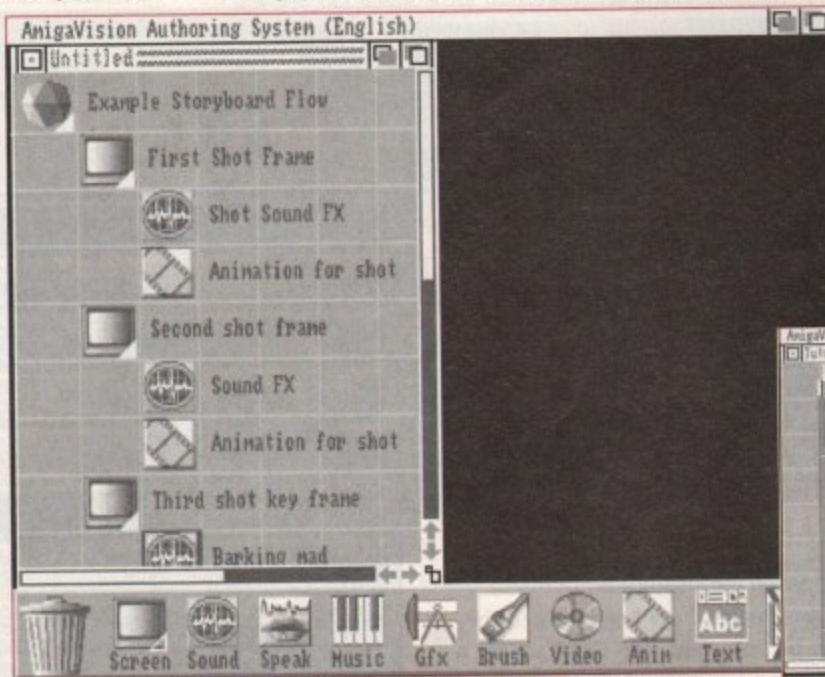 AmigaVision Authoring System (English)
Untitled
Example Storyboard Flow
First Shot Frame
Shot Sound FX
Animation for shot
Second shot frame
Sound FX
Animation for shot
Third shot key frame
Barking mad
Screen Sound Speak Music Gfx Brush Video Anim Text
Abc